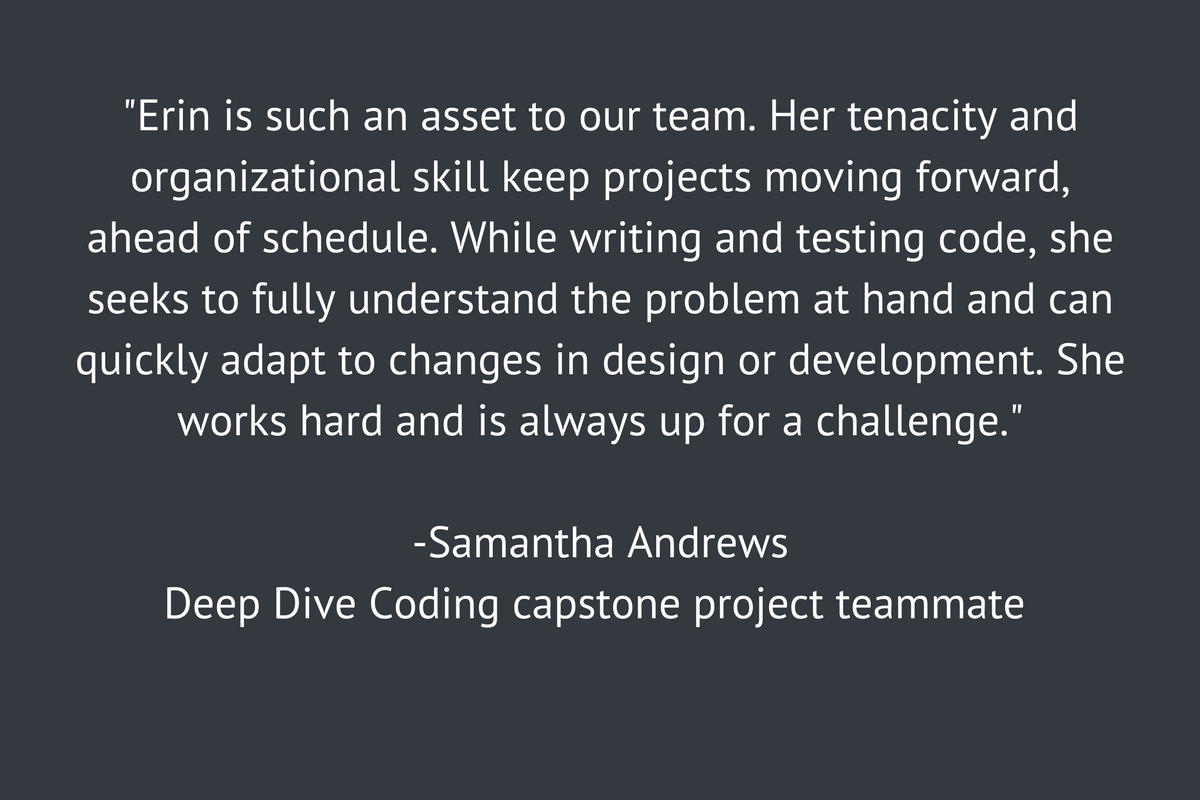 "Erin is such an asset to our team. Her tenacity and
organizational skill keep projects moving forward,
ahead of schedule. While writing and testing code, she
seeks to fully understand the problem at hand and can
quickly adapt to changes in design or development. She
works hard and is always up for a challenge."
-Samantha Andrews
Deep Dive Coding capstone project teammate